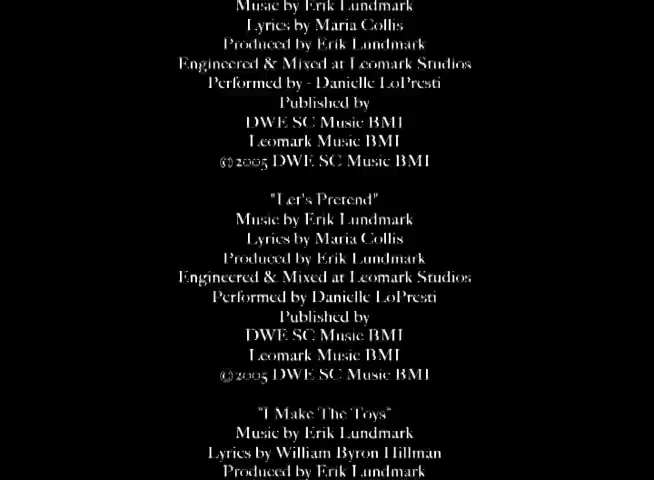 Music by Erik Lundmark
Lyrics by Maria Collis
Produced by Erik Lundmark
Engineered & Mixed at Leomark Studios
Performed by - Danielle LoPresti
Published by
DWE SC Music BMI
Leomark Music BMI
©2005 DWE SC Music BMI
"Let's Pretend"
Music by Erik Lundmark
Lyrics by Maria Collis
Produced by Erik Lundmark
Engineered & Mixed at Leomark Studios
Performed by Danielle LoPresti
Published by
DWE SC Music BMI
Leomark Music BMI
©2005 DWE SC Music BMI
"I Make The Toys"
Music by Erik Lundmark
Lyrics by William Byron Hillman
Produced by Erik Lundmark